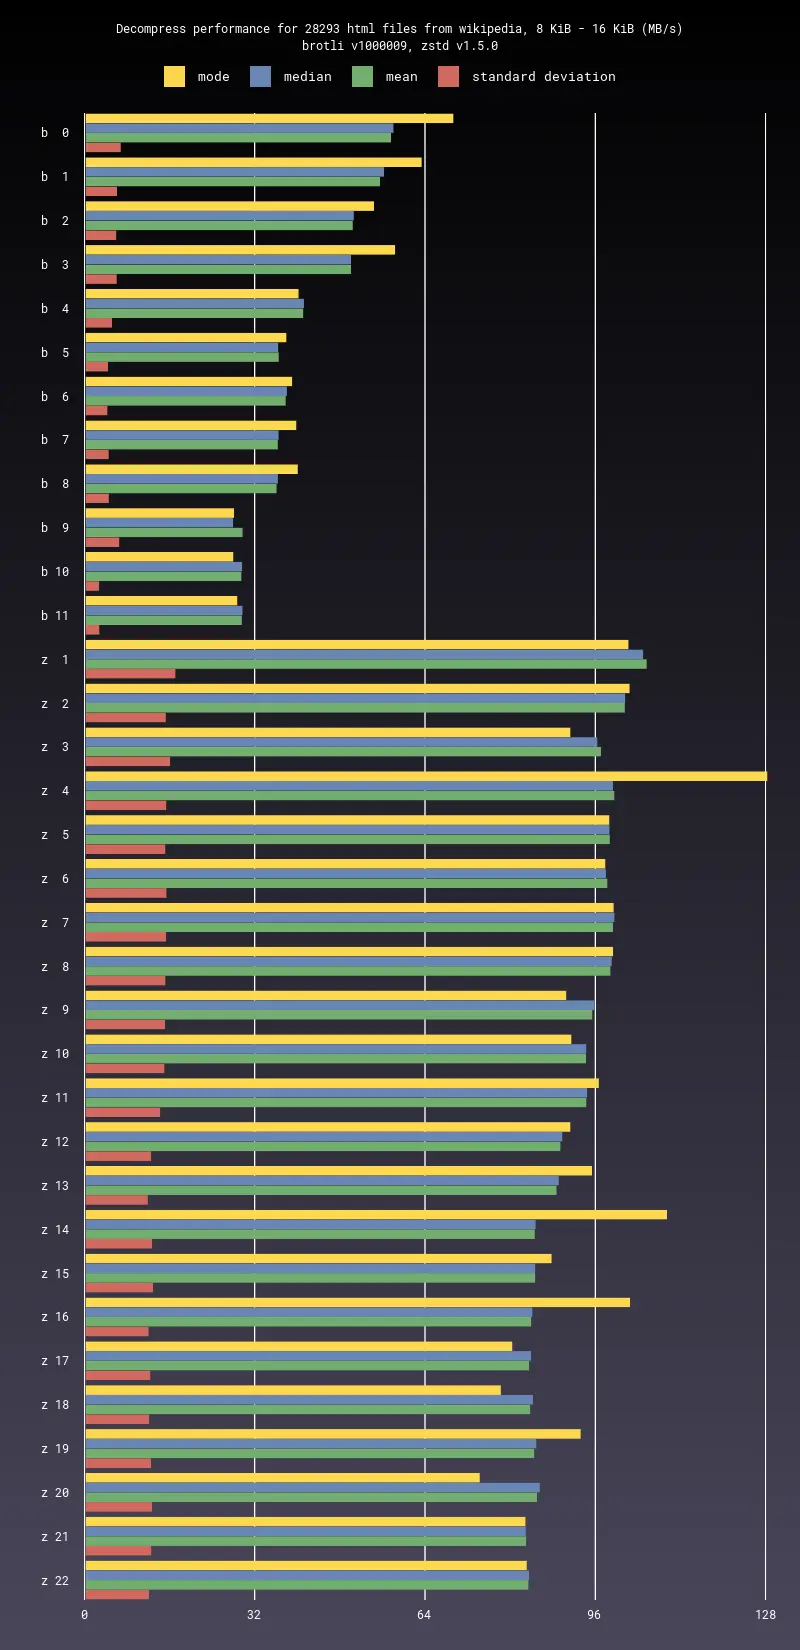 Decompress performance for 28293 html files from wikipedia, 8 KiB - 16 KiB (MB/s)
brotli v1000009, zstd v1.5.0
mode median mean standard deviation
b 0
b 1
b 2
b 3
b 4
b 5
b 6
b 7
b 8
b 9
b 10
b 11
z 1
z 2
z 3
z 4
z 5
z 6
z 7
z 8
z 9
z 10
z 11
z 12
z 13
z 14
z 15
z 16
z 17
z 18
z 19
z 20
z 21
z 22
0 32 64 96 128